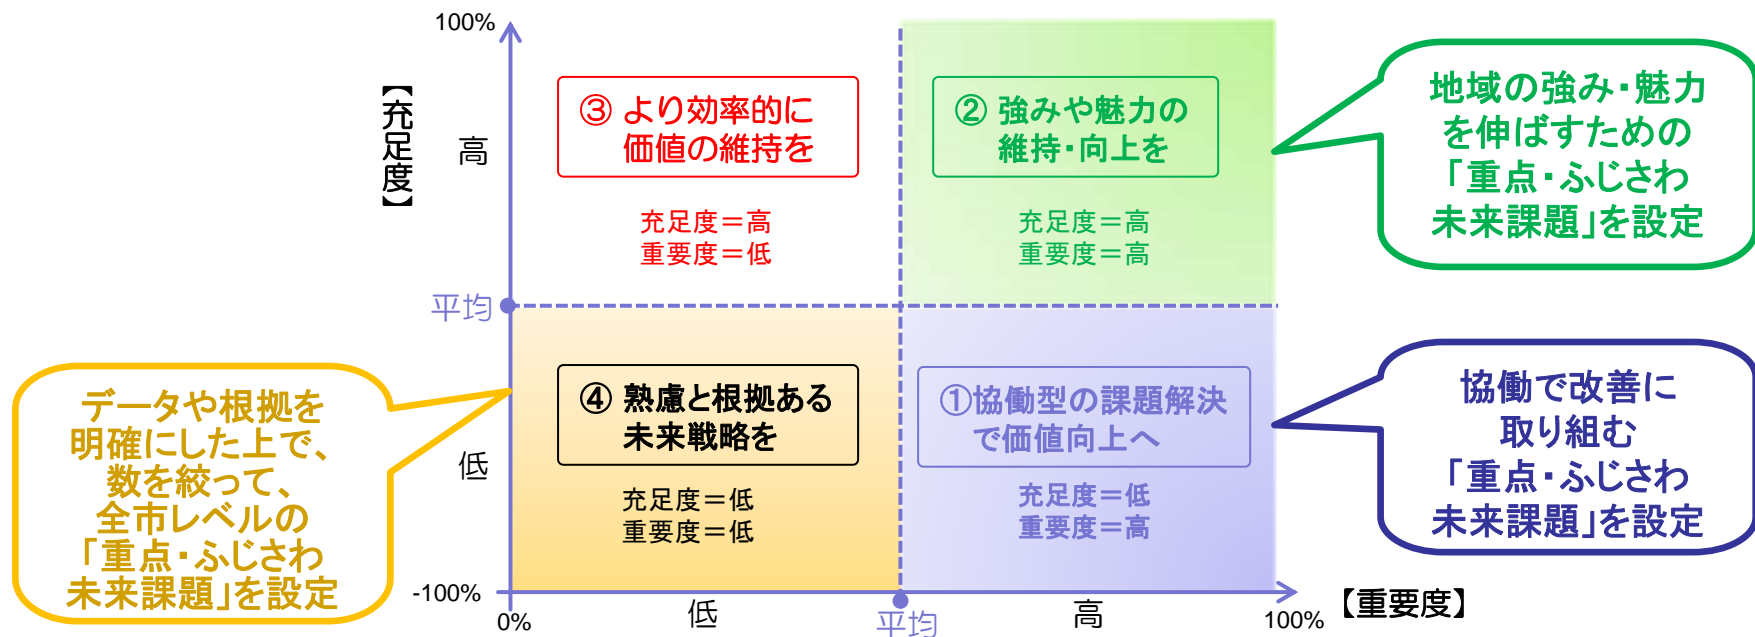 100%
【充足度】
高
③ より効率的に
価値の維持を
充足度＝高
重要度＝低
② 強みや魅力の
維持・向上を
充足度＝高
重要度＝高
地域の強み・魅力
を伸ばすための
「重点・ふじさわ
未来課題」を設定
平均
データや根拠を
明確にした上で、
数を絞って、
全市レベルの
「重点・ふじさわ
未来課題」を設定
低
④ 熟慮と根拠ある
未来戦略を
充足度＝低
重要度＝低
①協働型の課題解決
で価値向上へ
充足度＝低
重要度＝高
協働で改善に
取り組む
「重点・ふじさわ
未来課題」を設定
-100%
0%
低
平均
高
100%
【重要度】